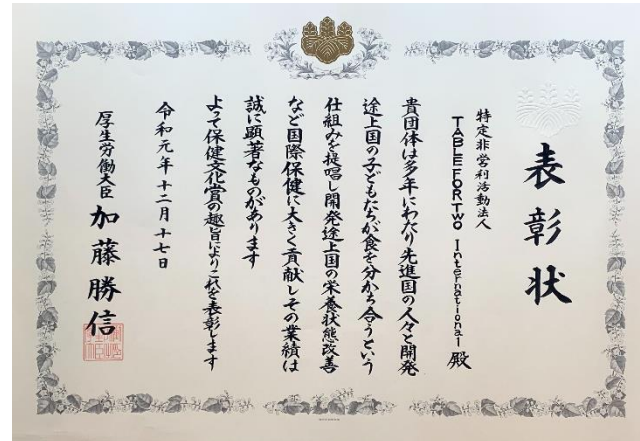 表彰状
特定非営利活動法人
TABLE FOR TWO International 殿
貴団体は多年にわたり先進国の人々と開発
途上国の子どもたちが食を分かち合うという
仕組みを提唱し開発途上国の栄養状態改善
など国際保健に大きく貢献しその業績は
誠に顕著なものがあります
よって保健文化賞の趣旨によりこれを表彰します
令和元年十二月十七日
厚生労働大臣 加藤勝信